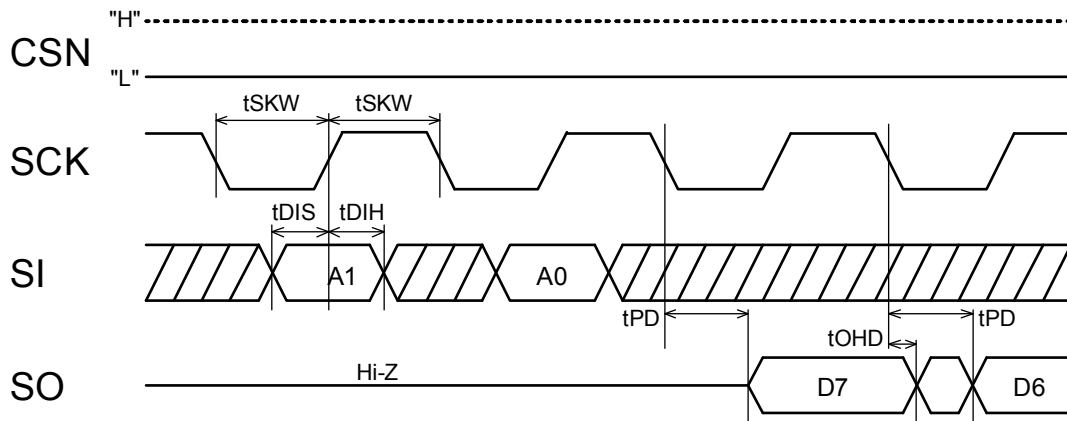 "H"
CSN
"L"
tSKW tSKW
SCK
tDIS tDIH
SI A1 A0
tPD tPD
tOHD
SO Hi-Z D7 D6